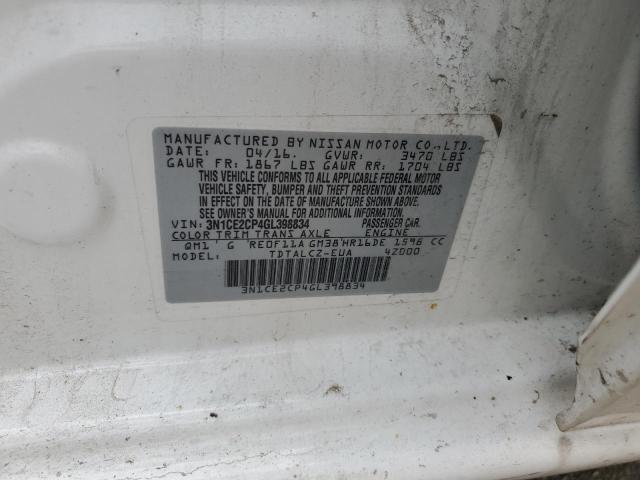 MANUFACTURED BY NISSAN MOTOR CO.,LTD.
DATE: 04/16. GVWR: 3470 LBS
GAWR FR: 1867 LBS GAWR RR: 1704 LBS
THIS VEHICLE CONFORMS TO ALL APPLICABLE FEDERAL MOTOR
VEHICLE SAFETY, BUMPER AND THEFT PREVENTION STANDARDS
IN EFFECT ON THE DATE OF MANUFACTURE SHOWN ABOVE.
SEE OWNER'S MANUAL FOR ADDITIONAL INFORMATION.
VIN: 3N1CE2CP4GL398834 PASSENGER CAR.
COLOR TRIM TRANS AXLE ENGINE
QM1 G RE0F11A GM38 HR16DE 1598 CC
TDTALCZ-EUA 4Z000
3N1CE2CP4GL398834